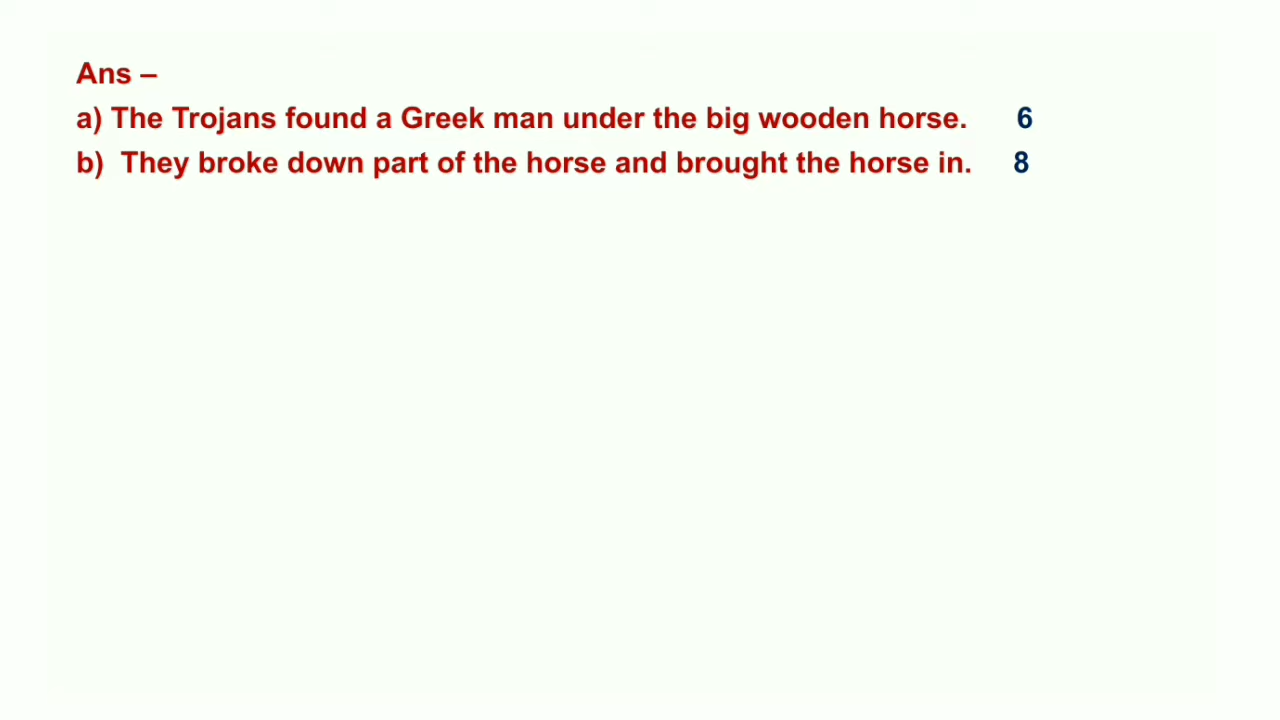 Ans –
a) The Trojans found a Greek man under the big wooden horse. 6
b) They broke down part of the horse and brought the horse in. 8